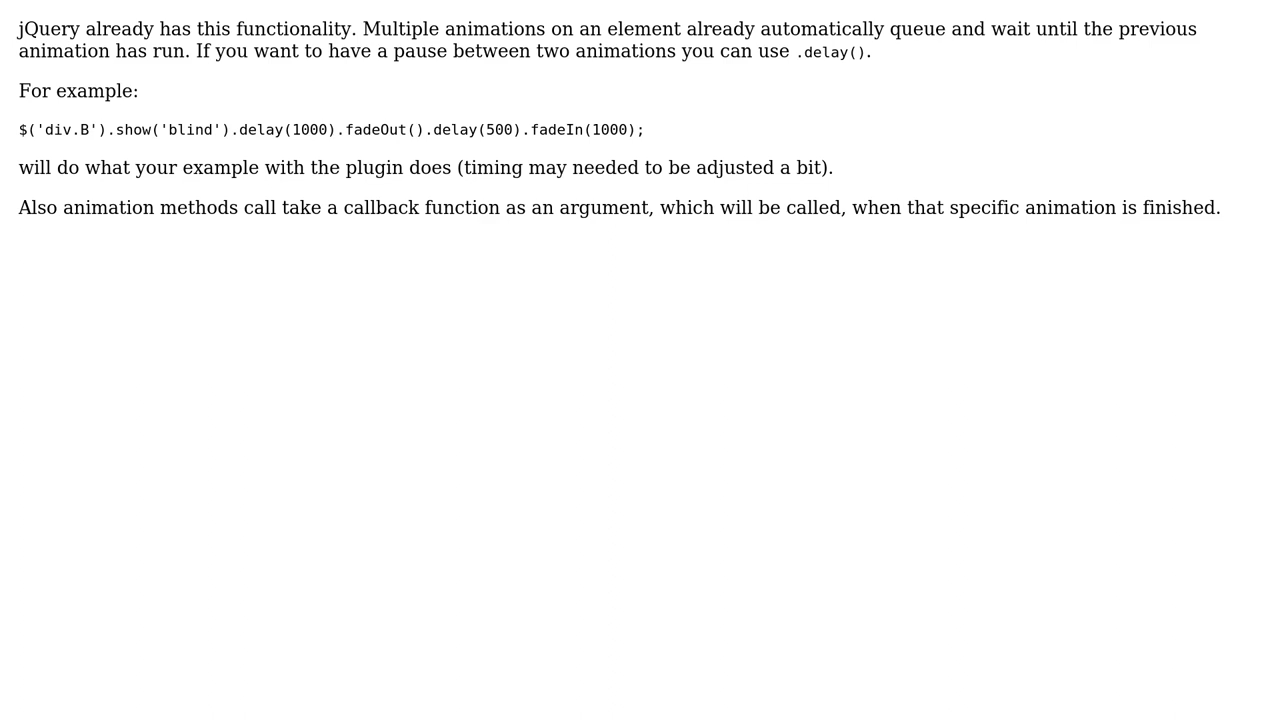 jQuery already has this functionality. Multiple animations on an element already automatically queue and wait until the previous
animation has run. If you want to have a pause between two animations you can use .delay().
For example:
$('div.B').show('blind').delay(1000).fadeOut().delay(500).fadeIn(1000);
will do what your example with the plugin does (timing may needed to be adjusted a bit).
Also animation methods call take a callback function as an argument, which will be called, when that specific animation is finished.